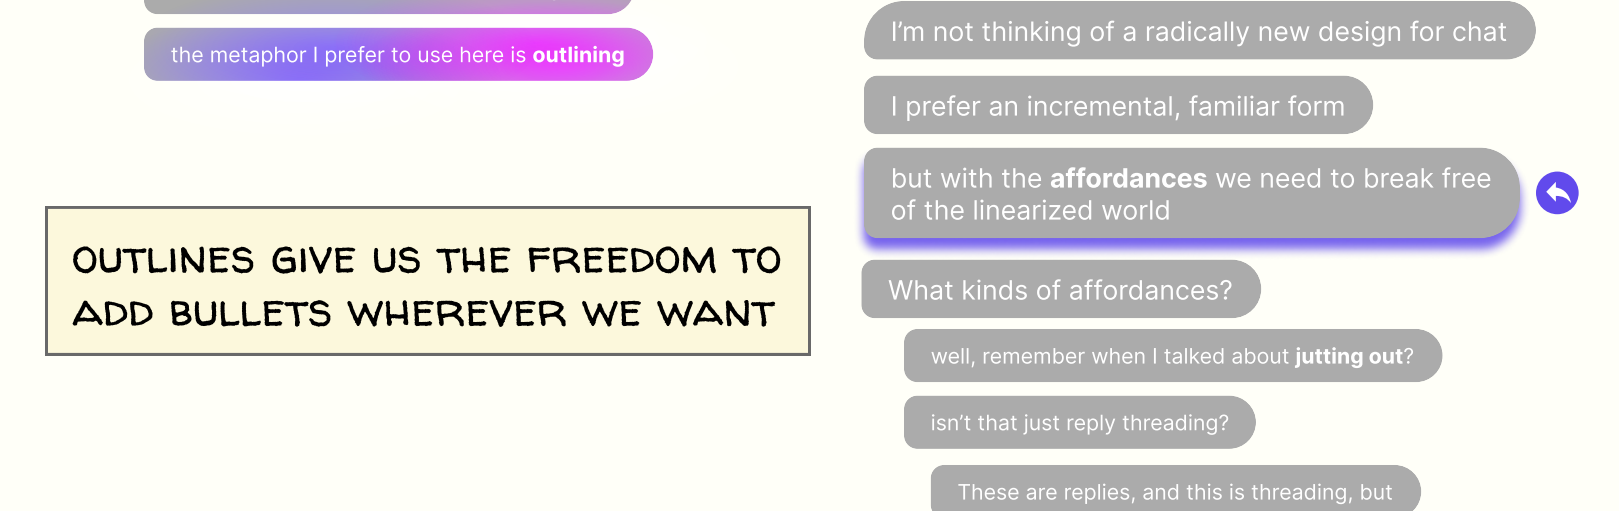 the metaphor I prefer to use here is outlining
OUTLINES GIVE US THE FREEDOM TO
ADD BULLETS WHEREVER WE WANT
I’m not thinking of a radically new design for chat
I prefer an incremental, familiar form
but with the affordances we need to break free
of the linearized world
What kinds of affordances?
well, remember when I talked about jutting out?
isn’t that just reply threading?
These are replies, and this is threading, but